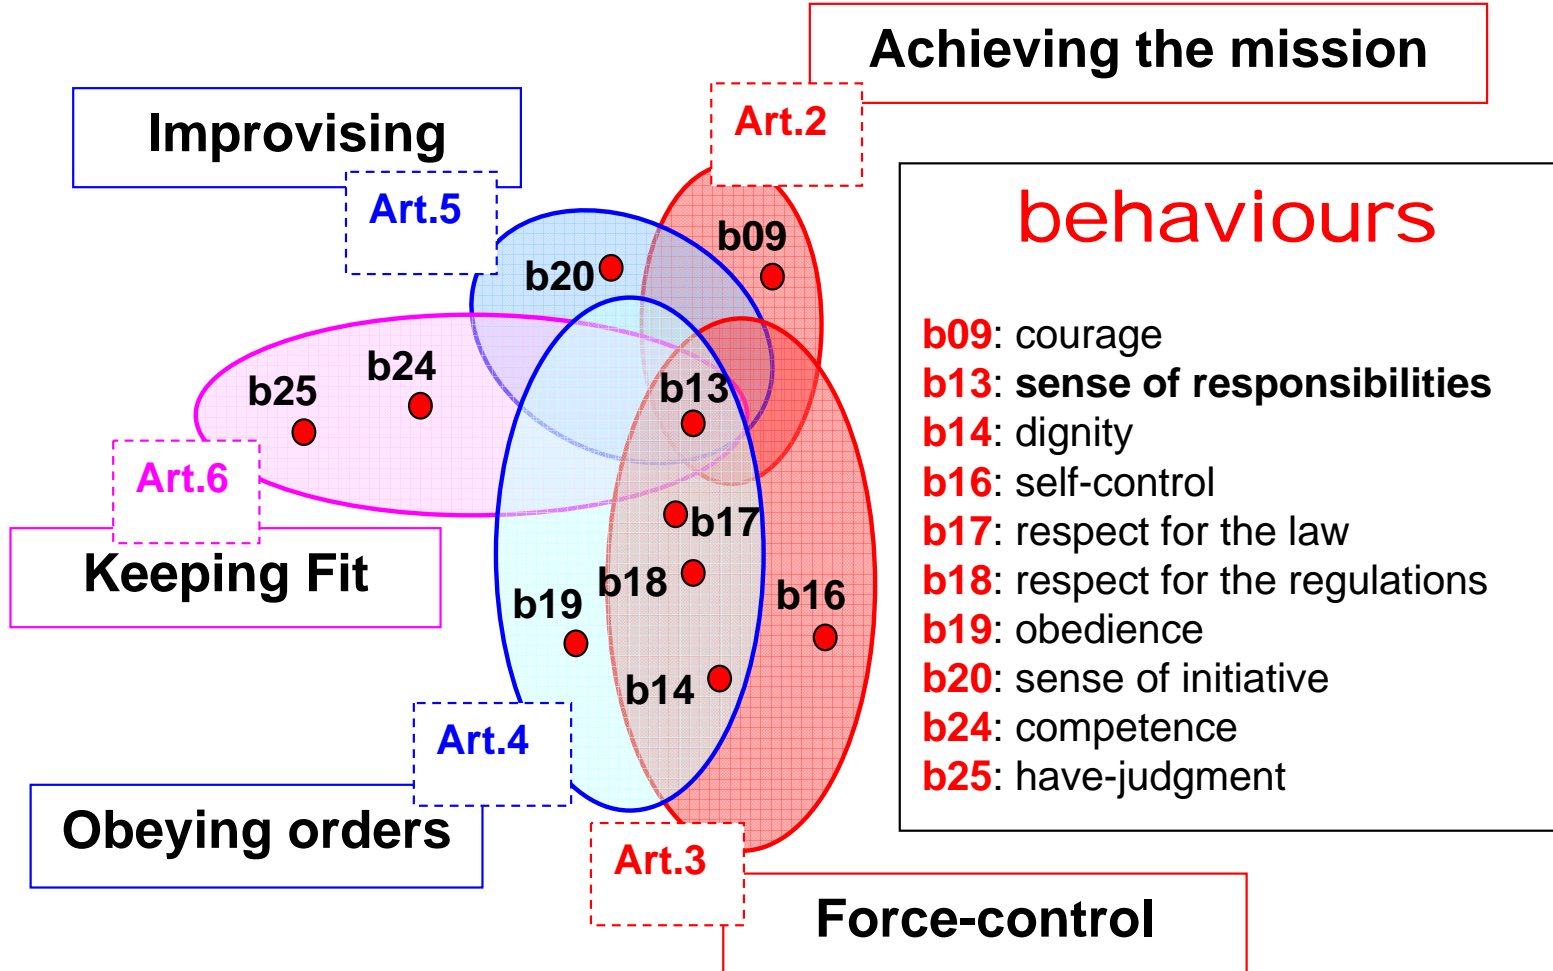 Achieving the mission
Art.2
Improvising
Art.5
behaviours
b09
b20
b09: courage
b13: sense of responsibilities
b14: dignity
b16: self-control
b17: respect for the law
b18: respect for the regulations
b19: obedience
b20: sense of initiative
b24: competence
b25: have-judgment
b24
b25
b13
Art.6
b17
Keeping Fit
b18
b19
b16
b14
Art.4
Obeying orders
Art.3
Force-control